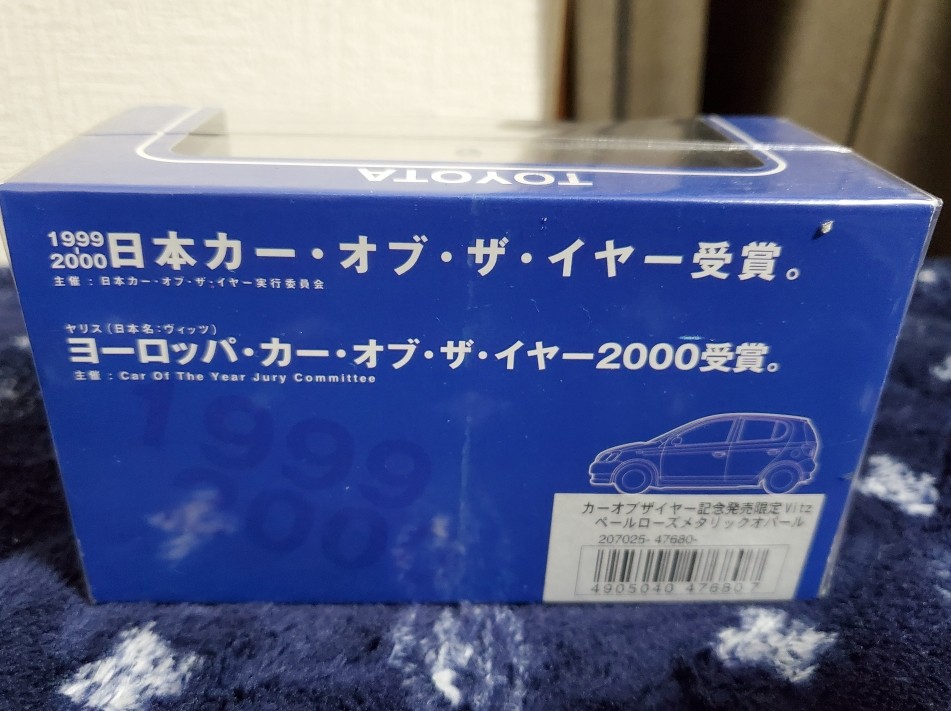 TOYOTA
1999-2000 日本カー・オブ・ザ・イヤー受賞。
主催：日本カー・オブ・ザ・イヤー実行委員会
ヤリス（日本名：ヴィッツ）
ヨーロッパ・カー・オブ・ザ・イヤー2000受賞。
主催：Car Of The Year Jury Committee
1999
200
カーオブザイヤー記念発売限定Vitz
ペールローズメタリックオパール
207025- 47680-
4905040 476807